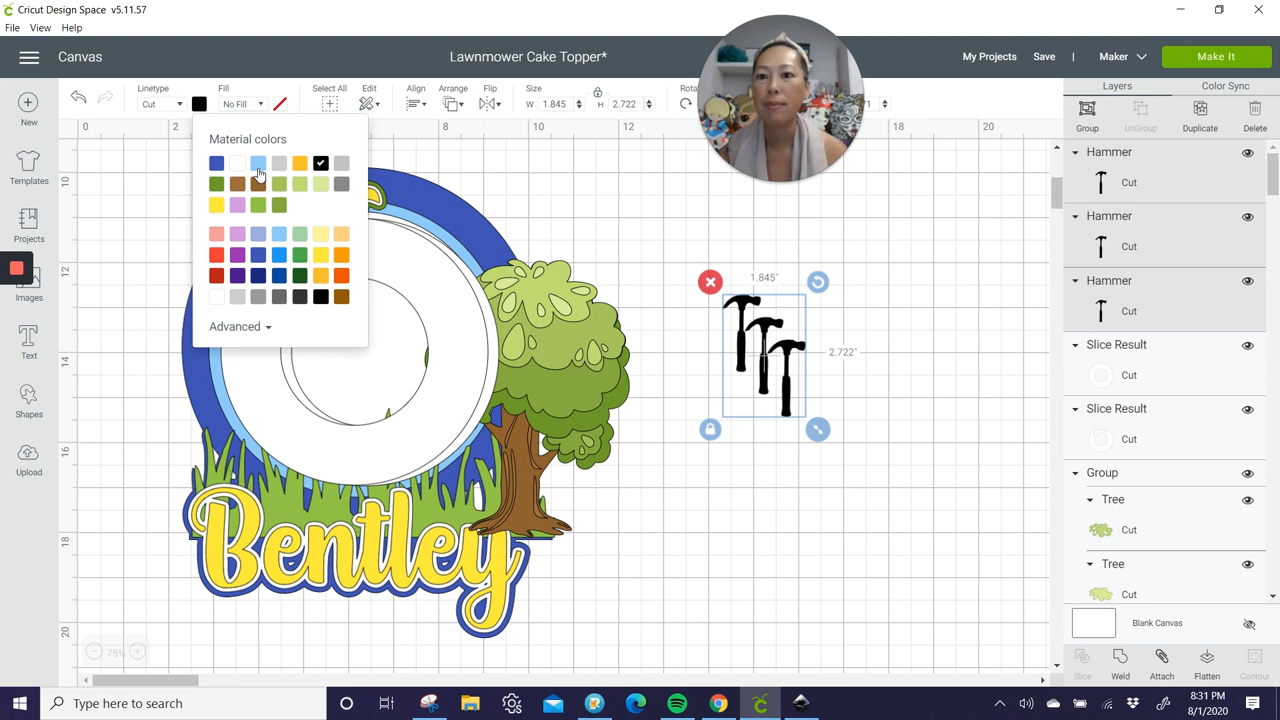 Cricut Design Space v5.11.57
File View Help
Canvas
Lawnmower Cake Topper*
My Projects Save | Maker Make It
Linetype Fill Select All Edit Align Arrange Flip Size
Cut No Fill W 1.845 H 2.722
Layers Color Sync
Group UnGroup Duplicate Delete
New
Templates
Projects
Images
Text
Shapes
Upload
0 2 8 10 12 18 20
10
12
14
16
18
20
Material colors
Advanced
1.845"
2.722"
Bentley
75%
Hammer
Cut
Hammer
Cut
Hammer
Cut
Slice Result
Cut
Slice Result
Cut
Group
Tree
Cut
Tree
Cut
Blank Canvas
Slice Weld Attach Flatten Contour
Type here to search
8:31 PM
8/1/2020